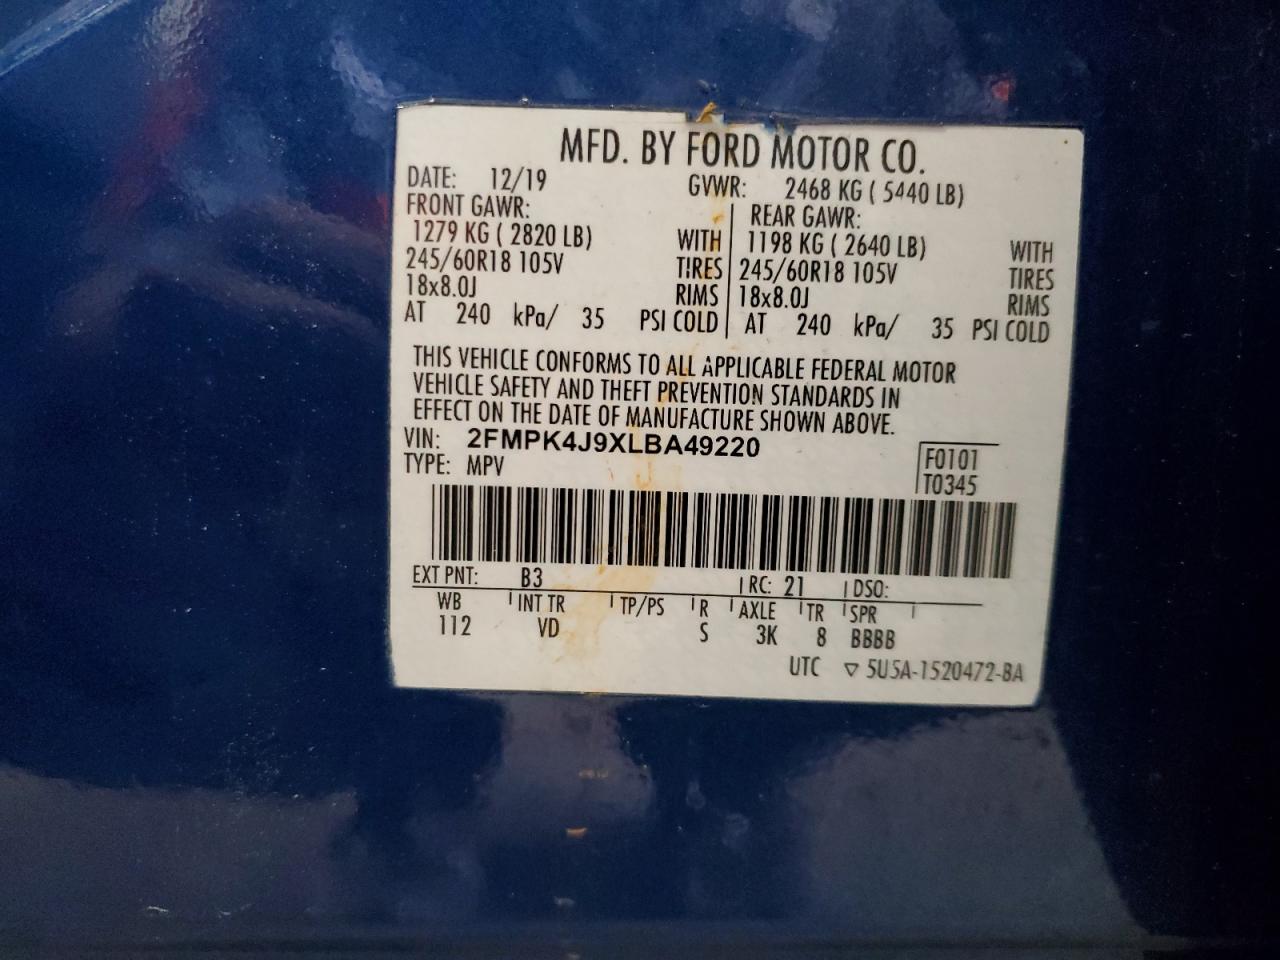 MFD. BY FORD MOTOR CO.
DATE: 12/19 GVWR: 2468 KG ( 5440 LB)
FRONT GAWR: REAR GAWR:
1279 KG ( 2820 LB) WITH 1198 KG ( 2640 LB) WITH
245/60R18 105V TIRES 245/60R18 105V TIRES
18x8.0J RIMS 18x8.0J RIMS
AT 240 kPa/ 35 PSI COLD AT 240 kPa/ 35 PSI COLD
THIS VEHICLE CONFORMS TO ALL APPLICABLE FEDERAL MOTOR
VEHICLE SAFETY AND THEFT PREVENTION STANDARDS IN
EFFECT ON THE DATE OF MANUFACTURE SHOWN ABOVE.
VIN: 2FMPK4J9XLBA49220
TYPE: MPV
F0101
T0345
EXT PNT: B3 RC: 21 DSO:
WB INT TR TP/PS R AXLE TR SPR
112 VD S 3K 8 BBBB
UTC ▽ 5U5A-1520472-BA